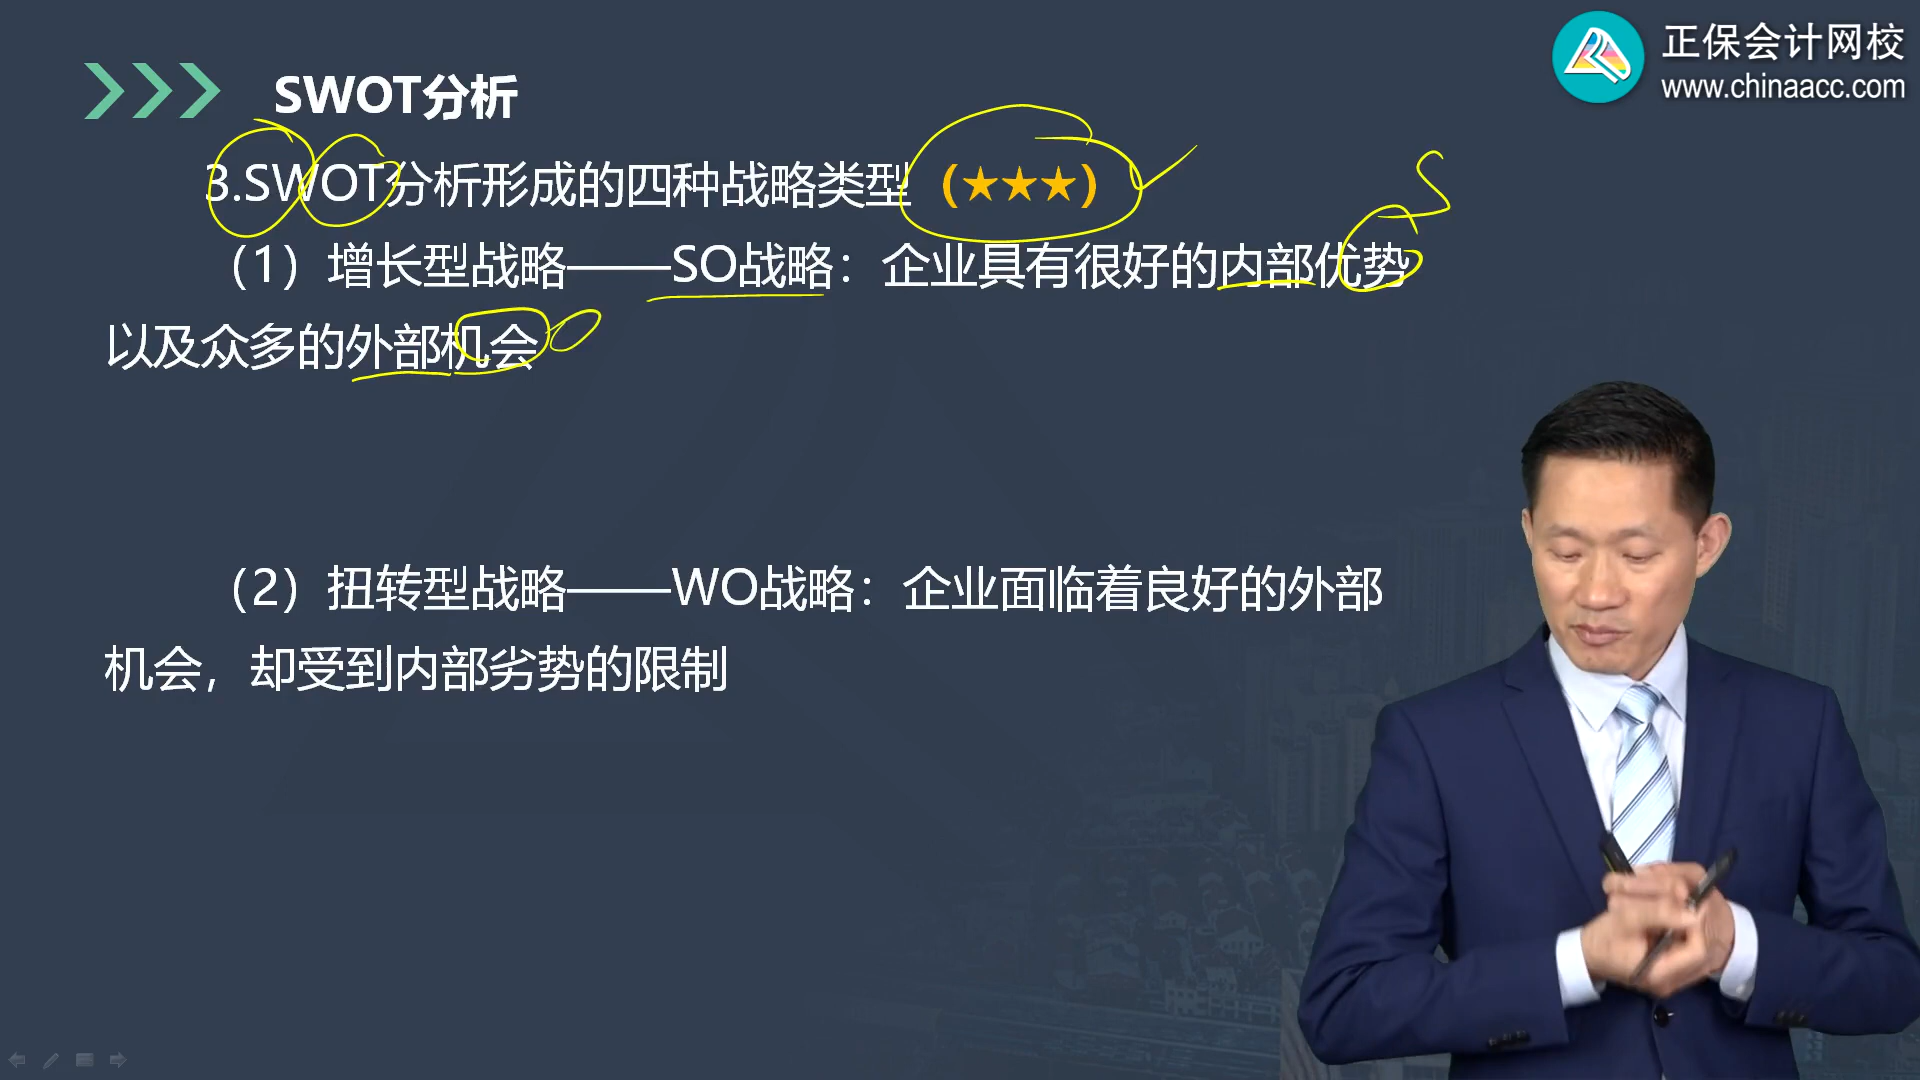 正保会计网校
www.chinaacc.com
SWOT分析
3.SWOT分析形成的四种战略类型（★★★）
（1）增长型战略——SO战略：企业具有很好的内部优势
以及众多的外部机会
（2）扭转型战略——WO战略：企业面临着良好的外部
机会，却受到内部劣势的限制
S
O